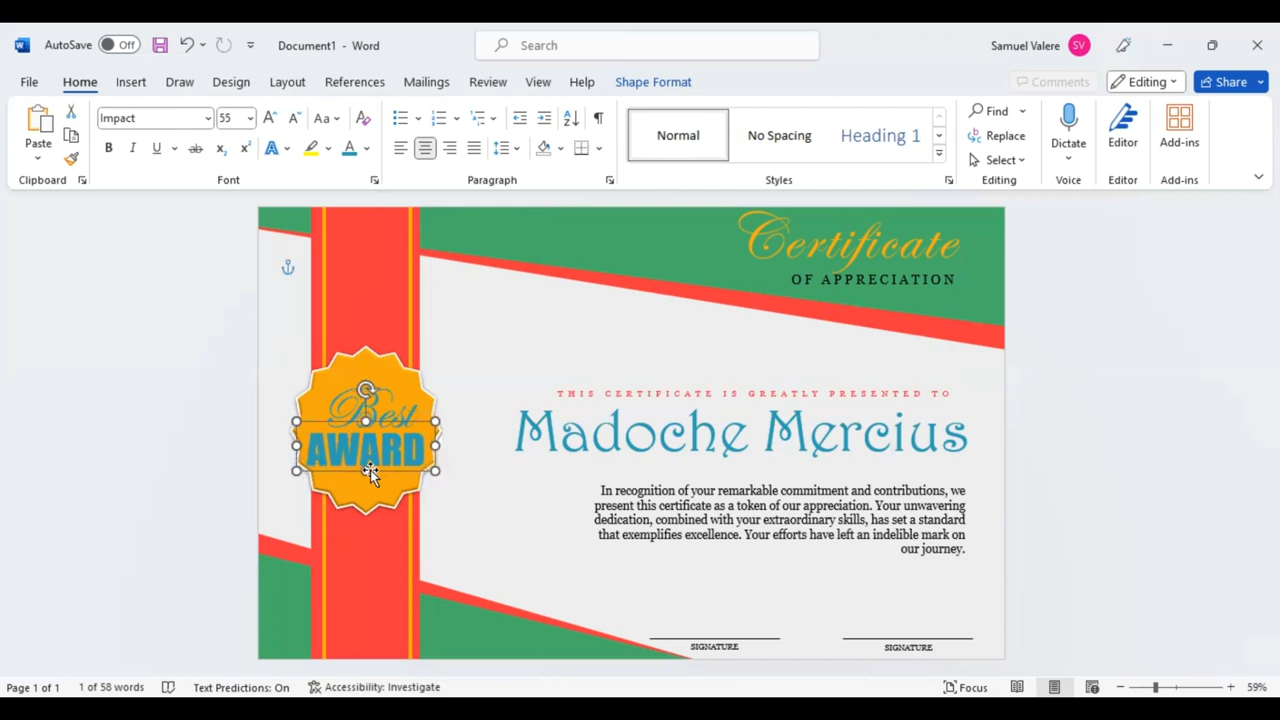 AutoSave Off Document1 - Word Search Samuel Valere SV
File Home Insert Draw Design Layout References Mailings Review View Help Shape Format Comments Editing Share
Impact 55 Aa Find
Paste Normal No Spacing Heading 1 Replace Dictate Editor Add-ins
B I U ab x₂ x² A A Select
Clipboard Font Paragraph Styles Editing Voice Editor Add-ins
Certificate
OF APPRECIATION
Best
AWARD
THIS CERTIFICATE IS GREATLY PRESENTED TO
Madoche Mercius
In recognition of your remarkable commitment and contributions, we
present this certificate as a token of our appreciation. Your unwavering
dedication, combined with your extraordinary skills, has set a standard
that exemplifies excellence. Your efforts have left an indelible mark on
our journey.
SIGNATURE SIGNATURE
Page 1 of 1 1 of 58 words Text Predictions: On Accessibility: Investigate Focus 59%